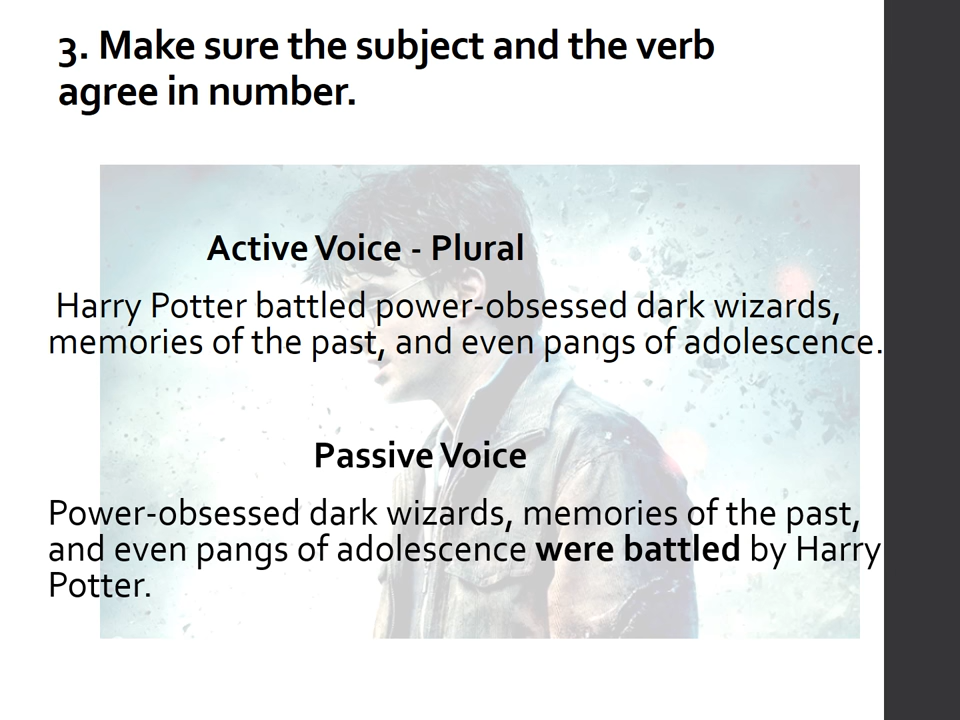 3. Make sure the subject and the verb
agree in number.
Active Voice - Plural
Harry Potter battled power-obsessed dark wizards,
memories of the past, and even pangs of adolescence.
Passive Voice
Power-obsessed dark wizards, memories of the past,
and even pangs of adolescence were battled by Harry
Potter.